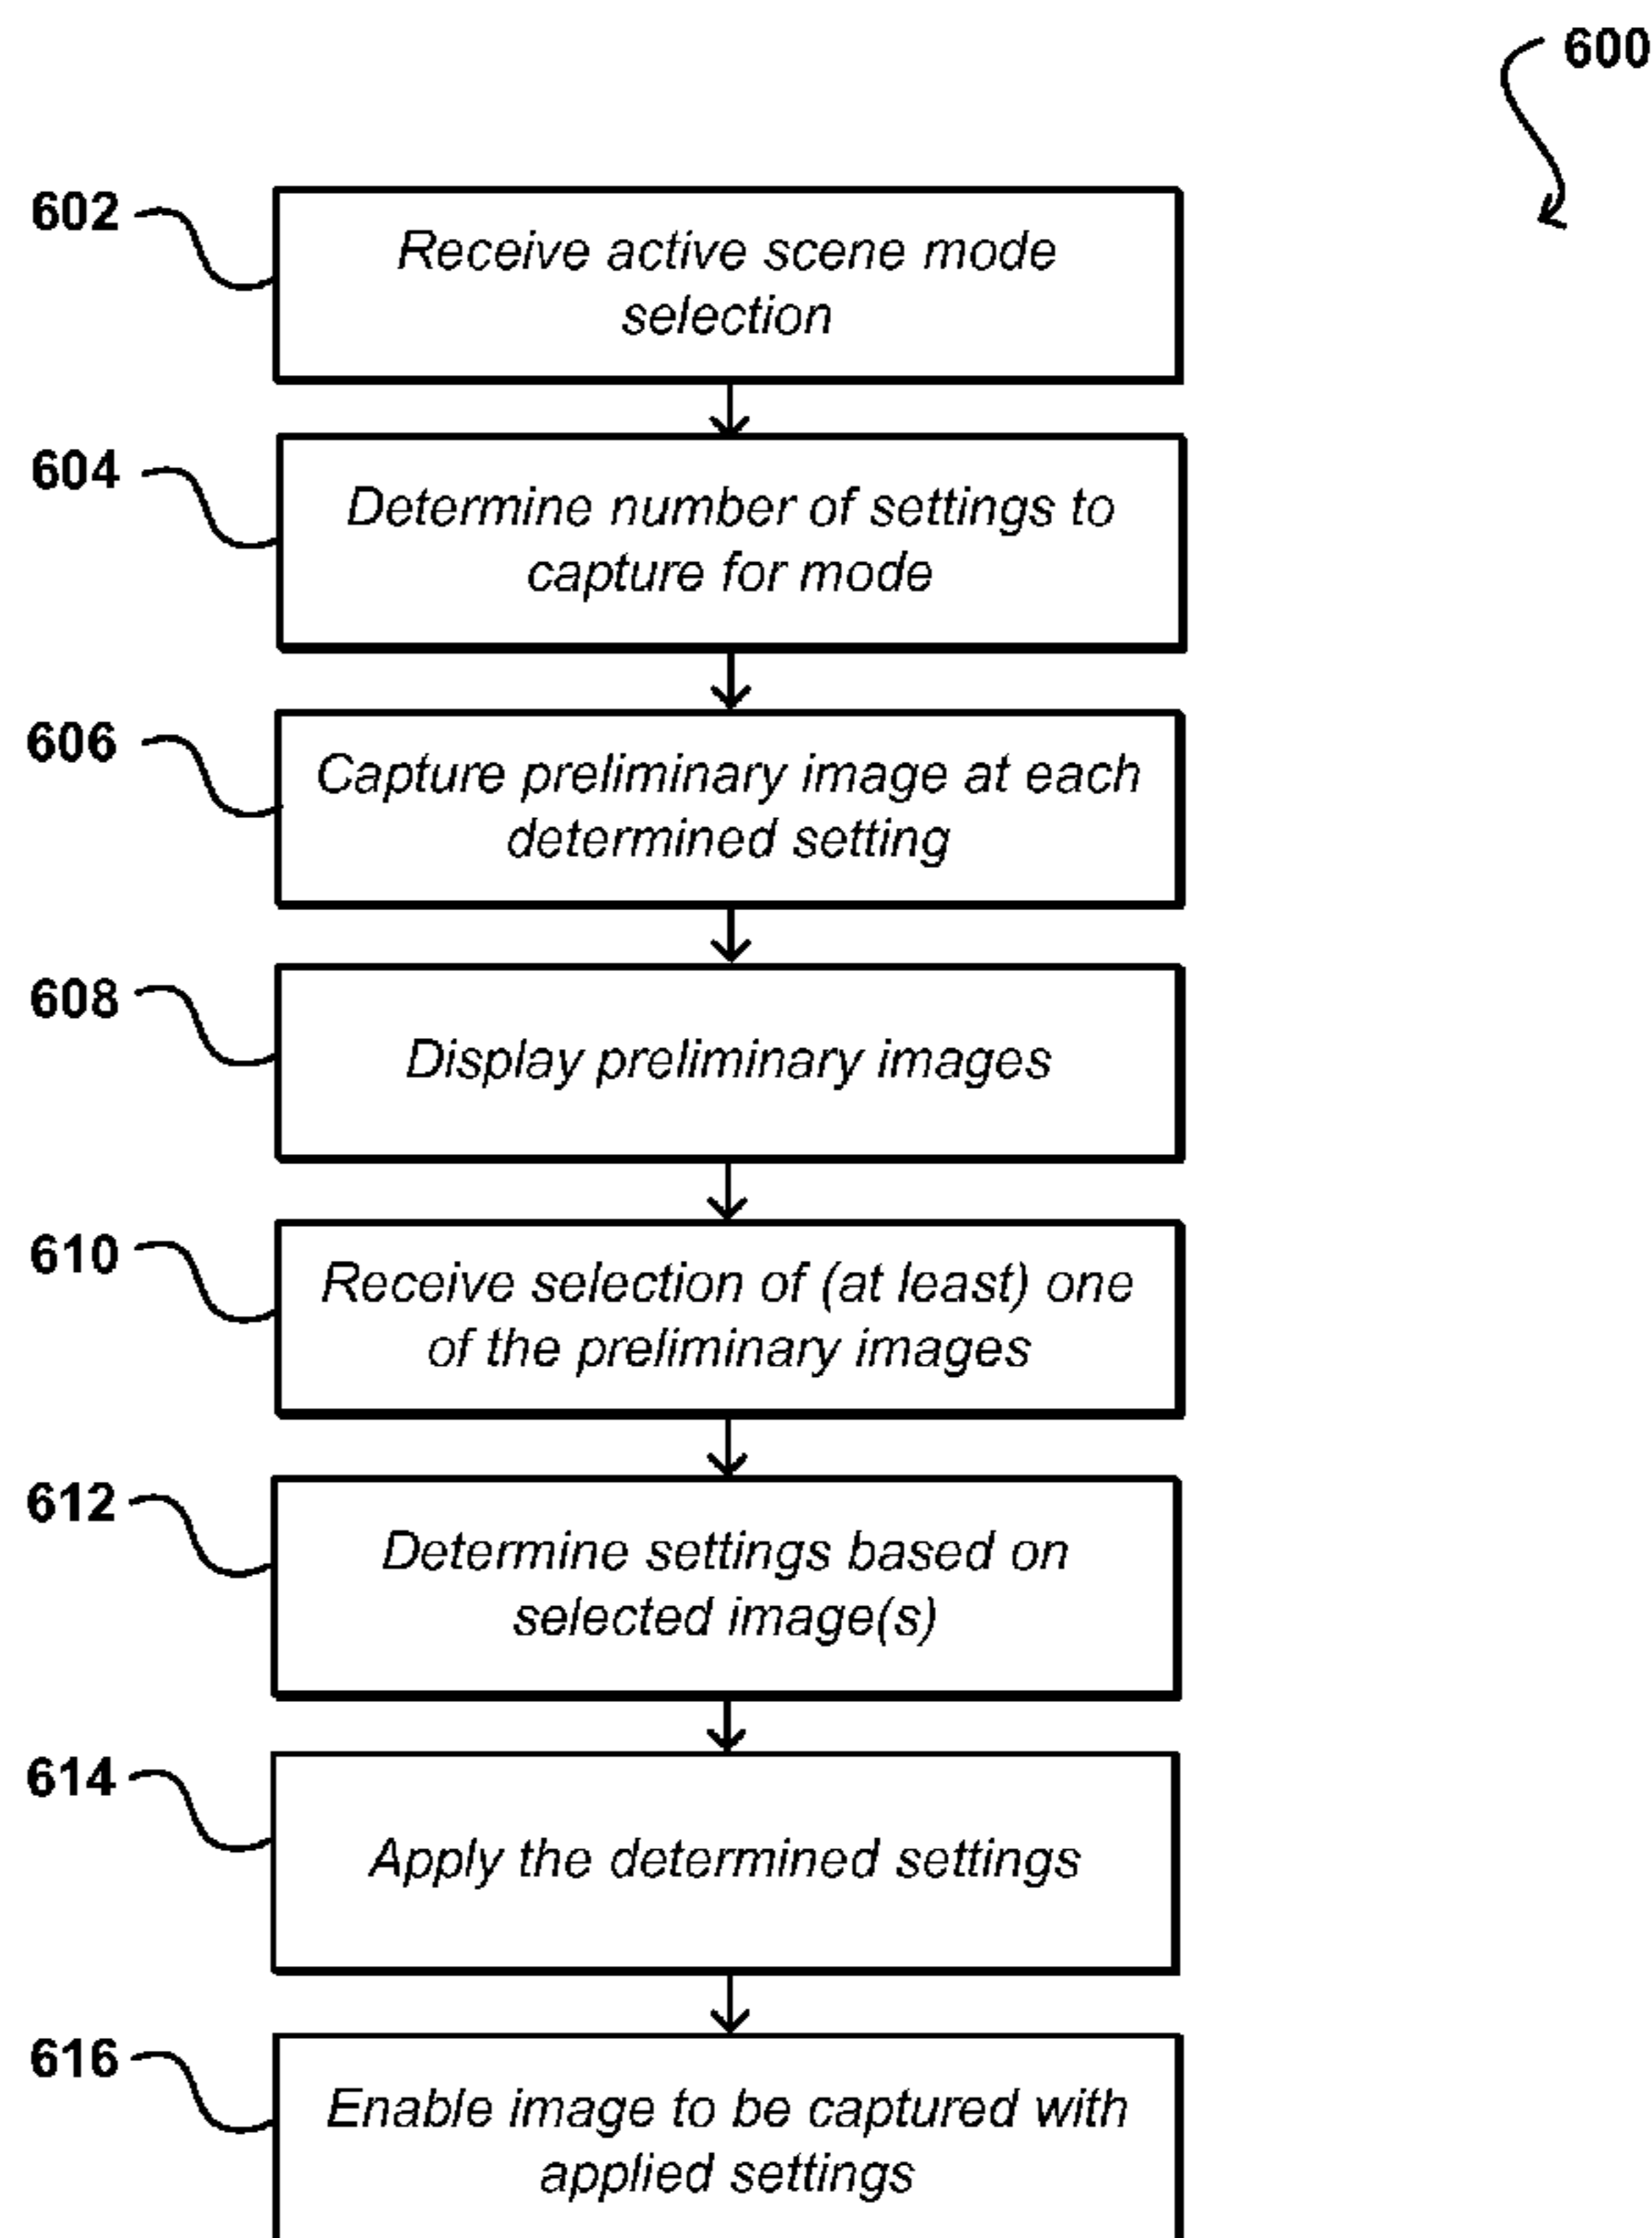 600
602
Receive active scene mode
selection
604
Determine number of settings to
capture for mode
606
Capture preliminary image at each
determined setting
608
Display preliminary images
610
Receive selection of (at least) one
of the preliminary images
612
Determine settings based on
selected image(s)
614
Apply the determined settings
616
Enable image to be captured with
applied settings